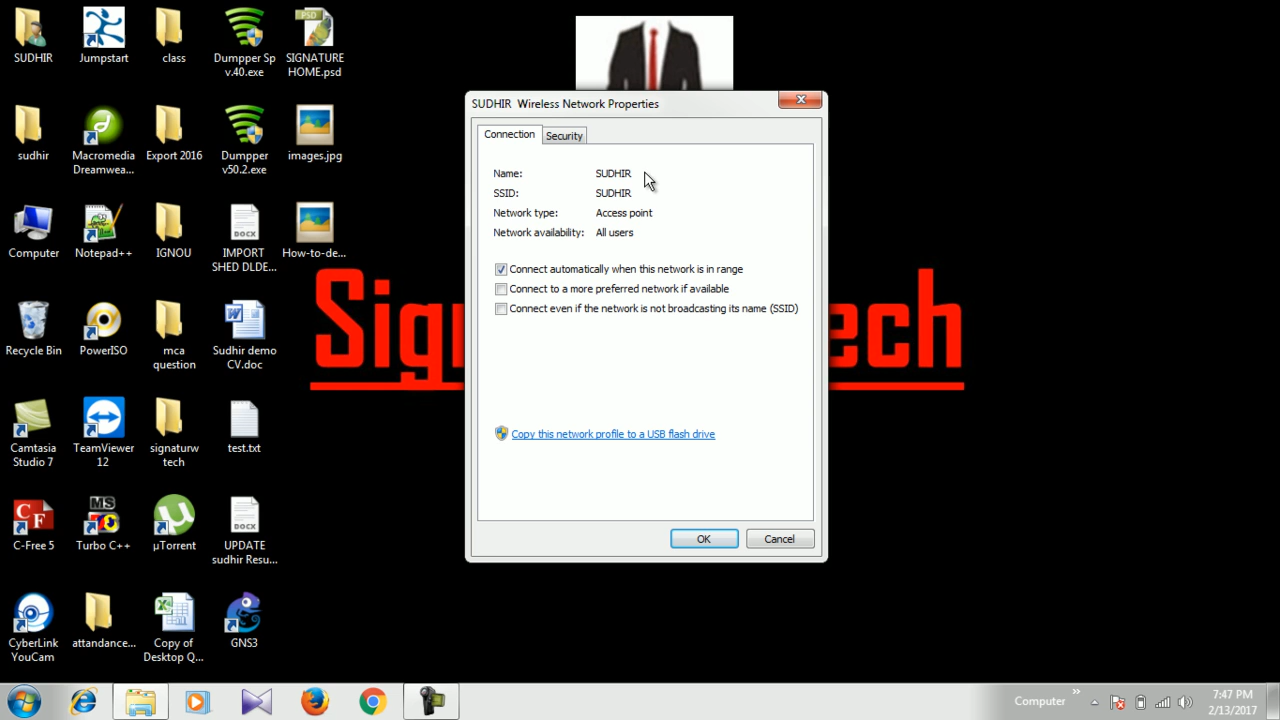 SUDHIR
Jumpstart
class
Dumpper Sp
v.40.exe
SIGNATURE
HOME.psd
PSD
sudhir
Macromedia
Dreamwea...
Export 2016
Dumpper
v50.2.exe
images.jpg
Computer
Notepad++
IGNOU
DOCX
IMPORT
SHED DLDE...
How-to-de...
Recycle Bin
PowerISO
mca
question
Sudhir demo
CV.doc
Camtasia
Studio 7
TeamViewer
12
signaturw
tech
test.txt
CF
C-Free 5
MS
Turbo C++
µTorrent
DOCX
UPDATE
sudhir Resu...
CyberLink
YouCam
attandance...
Copy of
Desktop Q...
GNS3
SUDHIR Wireless Network Properties
Connection
Security
Name: SUDHIR
SSID: SUDHIR
Network type: Access point
Network availability: All users
Connect automatically when this network is in range
Connect to a more preferred network if available
Connect even if the network is not broadcasting its name (SSID)
Copy this network profile to a USB flash drive
OK
Cancel
Computer
7:47 PM
2/13/2017